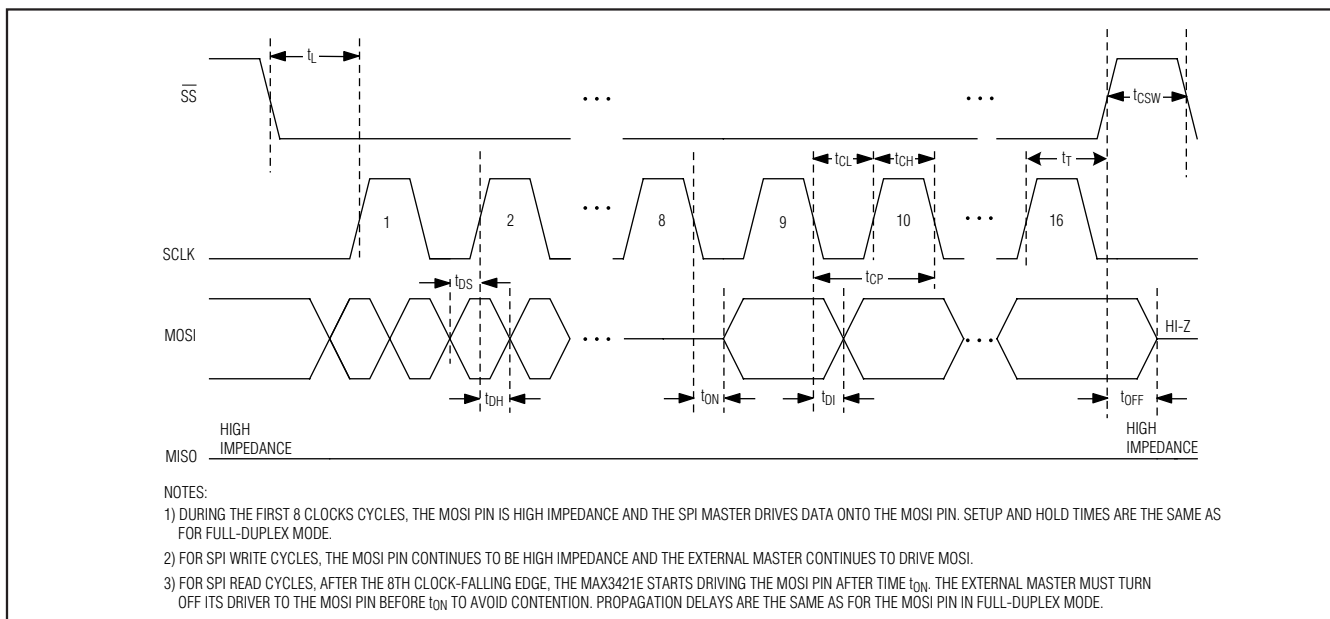 tL
SS
• • •
• • •
tCSW
tCL
tCH
tT
1
2
• • •
8
9
10
• • •
16
SCLK
tDS
tCP
MOSI
• • •
• • •
HI-Z
tDH
tON
tDI
tOFF
HIGH
IMPEDANCE
HIGH
IMPEDANCE
MISO
NOTES:
1) DURING THE FIRST 8 CLOCKS CYCLES, THE MOSI PIN IS HIGH IMPEDANCE AND THE SPI MASTER DRIVES DATA ONTO THE MOSI PIN. SETUP AND HOLD TIMES ARE THE SAME AS
FOR FULL-DUPLEX MODE.
2) FOR SPI WRITE CYCLES, THE MOSI PIN CONTINUES TO BE HIGH IMPEDANCE AND THE EXTERNAL MASTER CONTINUES TO DRIVE MOSI.
3) FOR SPI READ CYCLES, AFTER THE 8TH CLOCK-FALLING EDGE, THE MAX3421E STARTS DRIVING THE MOSI PIN AFTER TIME tON. THE EXTERNAL MASTER MUST TURN
OFF ITS DRIVER TO THE MOSI PIN BEFORE tON TO AVOID CONTENTION. PROPAGATION DELAYS ARE THE SAME AS FOR THE MOSI PIN IN FULL-DUPLEX MODE.